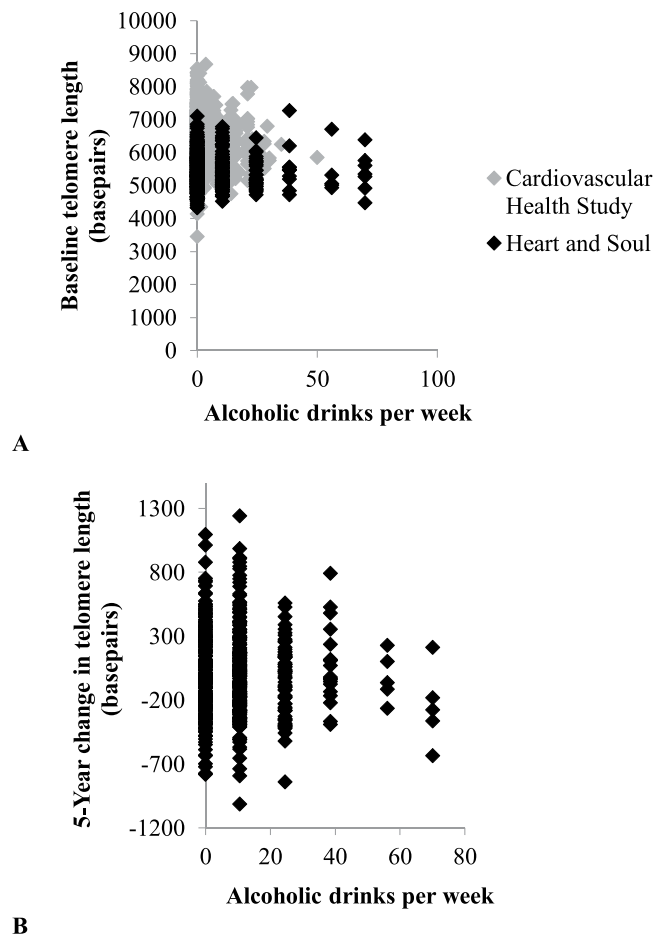 10000
9000
8000
7000
6000
5000
4000
3000
2000
1000
0
Baseline telomere length
(basepairs)
0 50 100
Alcoholic drinks per week
Cardiovascular
Health Study
Heart and Soul
A
1300
800
300
-200
-700
-1200
5-Year change in telomere length
(basepairs)
0 20 40 60 80
Alcoholic drinks per week
B